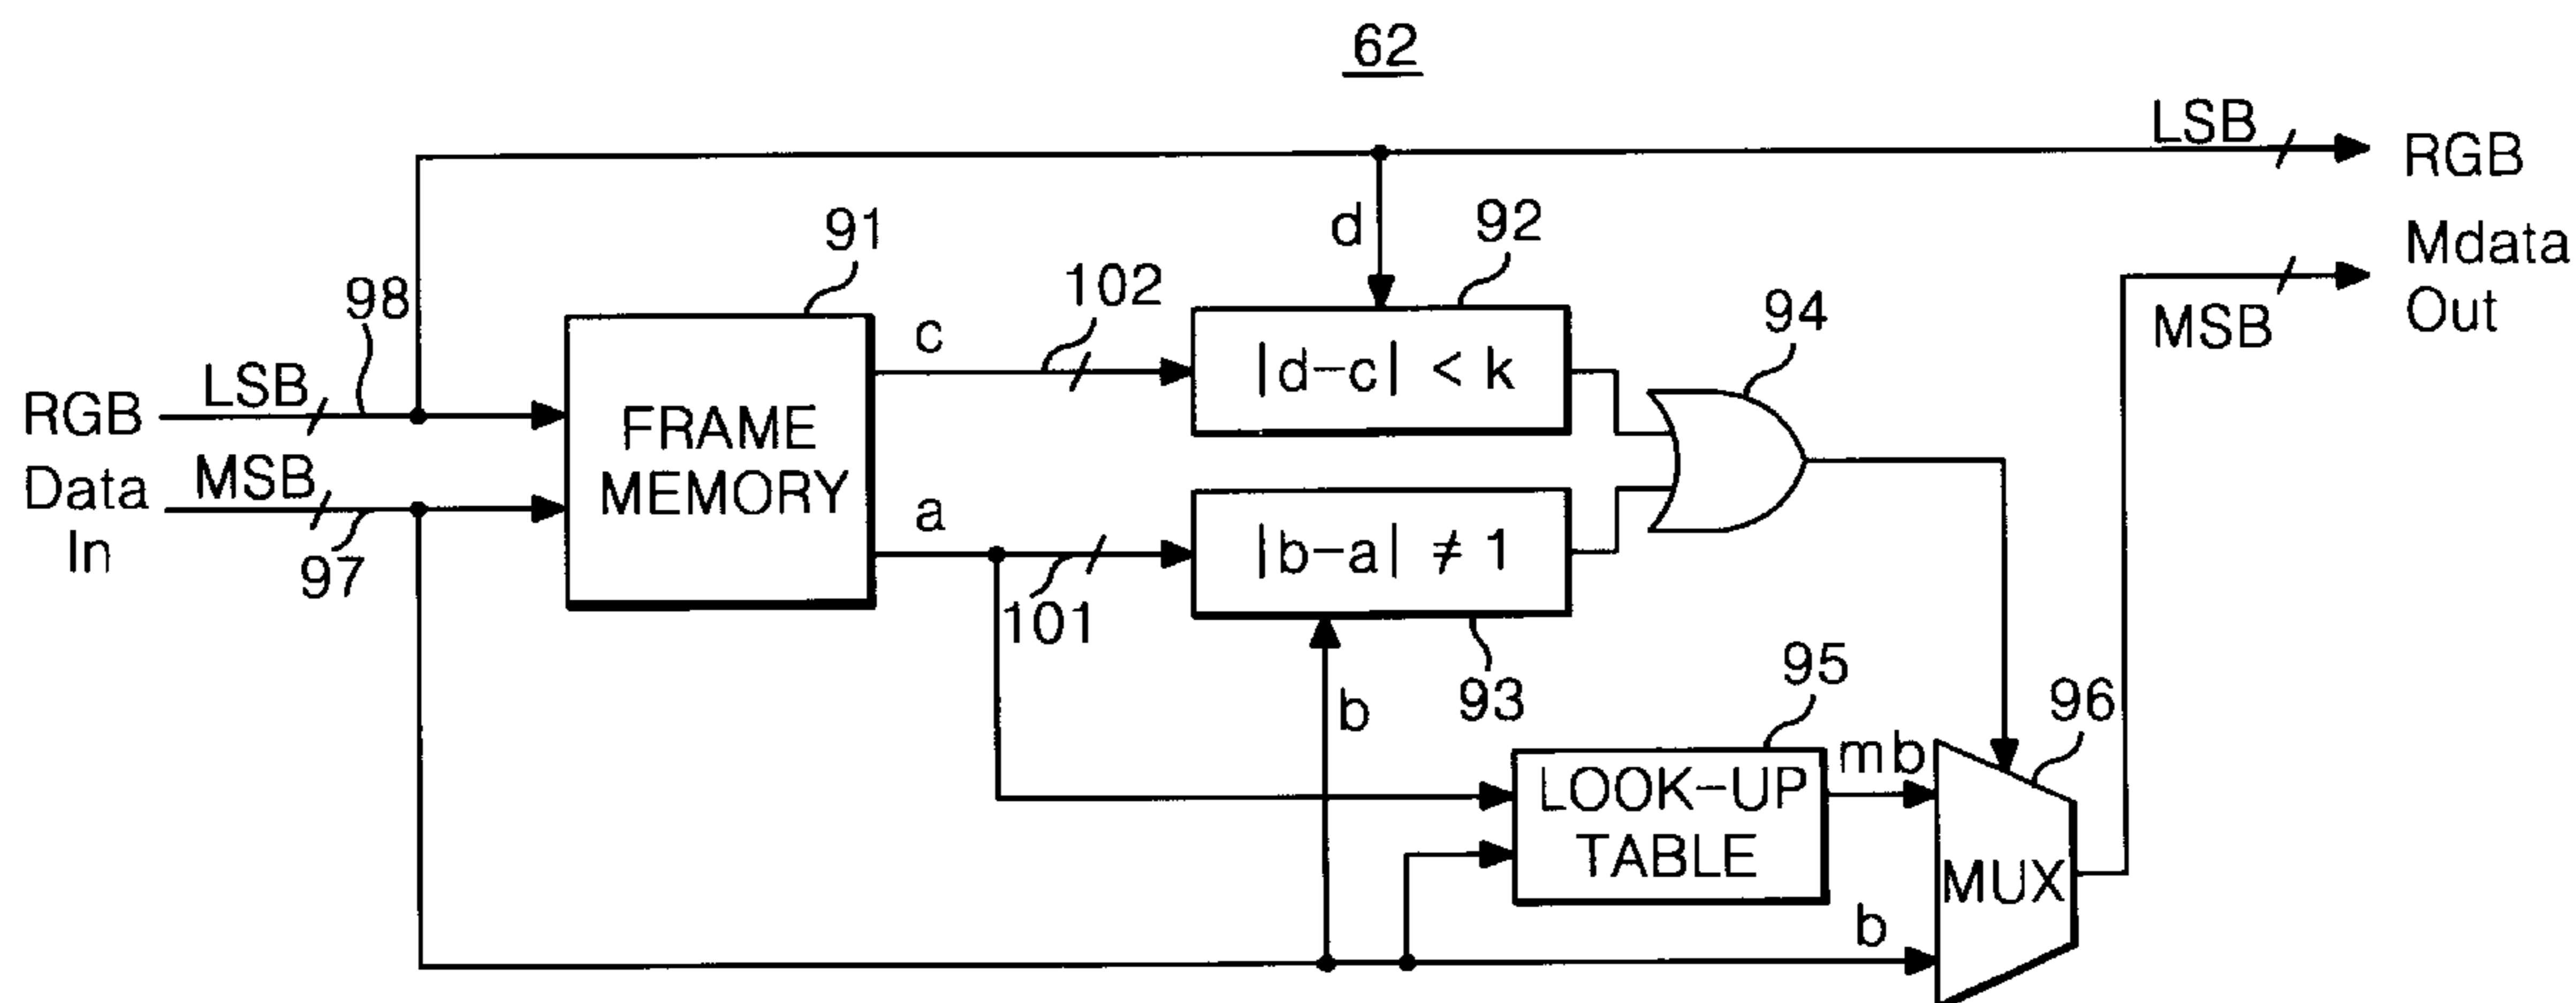 62
LSB
RGB
Mdata
Out
MSB
d
92
91
98
102
c
94
LSB
RGB
Data
In
MSB
97
FRAME
MEMORY
|d-c| < k
a
101
|b-a| ≠ 1
93
b
95
96
LOOK-UP
TABLE
mb
MUX
b